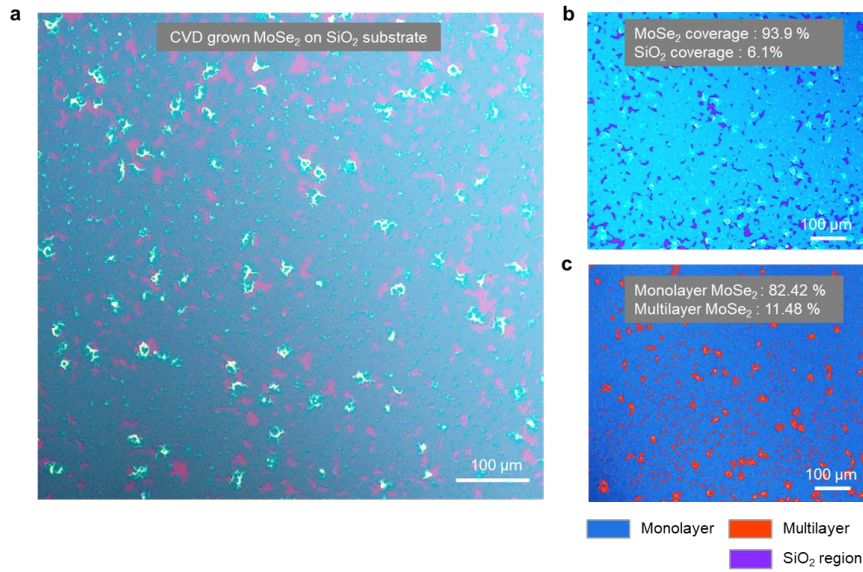 a
CVD grown MoSe₂ on SiO₂ substrate
100 µm
b
MoSe₂ coverage : 93.9 %
SiO₂ coverage : 6.1%
100 µm
c
Monolayer MoSe₂ : 82.42 %
Multilayer MoSe₂ : 11.48 %
100 µm
Monolayer
Multilayer
SiO₂ region